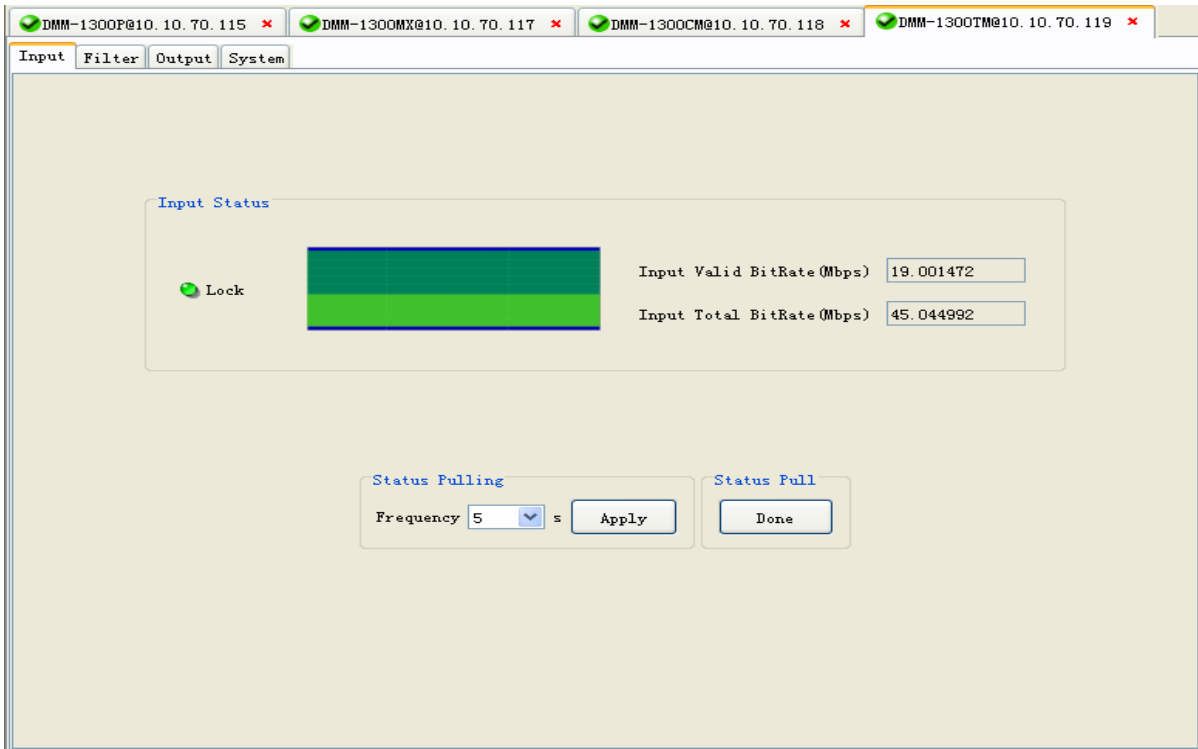 DMM-1300P@10.10.70.115 DMM-1300MX@10.10.70.117 DMM-1300CM@10.10.70.118 DMM-1300TM@10.10.70.119
Input Filter Output System
Input Status
Input Valid BitRate(Mbps) 19.001472
Lock
Input Total BitRate(Mbps) 45.044992
Status Pulling Status Pull
Frequency 5 s Apply Done